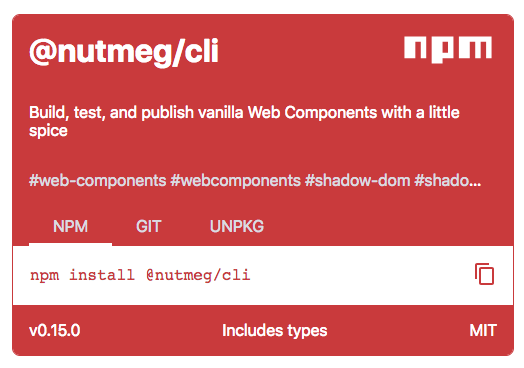 @nutmeg/cli
npm
Build, test, and publish vanilla Web Components with a little
spice
#web-components #webcomponents #shadow-dom #shado...
NPM GIT UNPKG
npm install @nutmeg/cli
v0.15.0 Includes types MIT